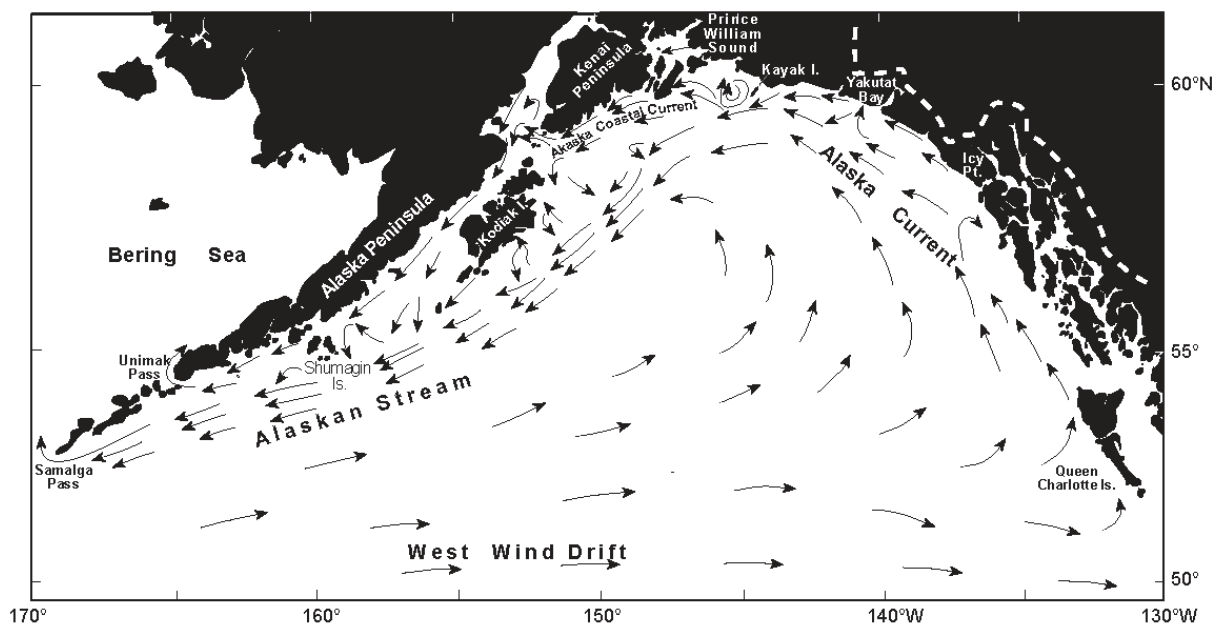 Prince
William
Sound
Kenai
Peninsula
Kayak I.
Yakutat
Bay
60°N
Akaska Coastal Current
Icy
Pt.
Alaska
Current
Kodiak I.
Alaska Peninsula
Bering Sea
Unimak
Pass
Shumagin
Is.
55°
Alaskan Stream
Samalga
Pass
Queen
Charlotte Is.
West Wind Drift
50°
170° 160° 150° 140°W 130°